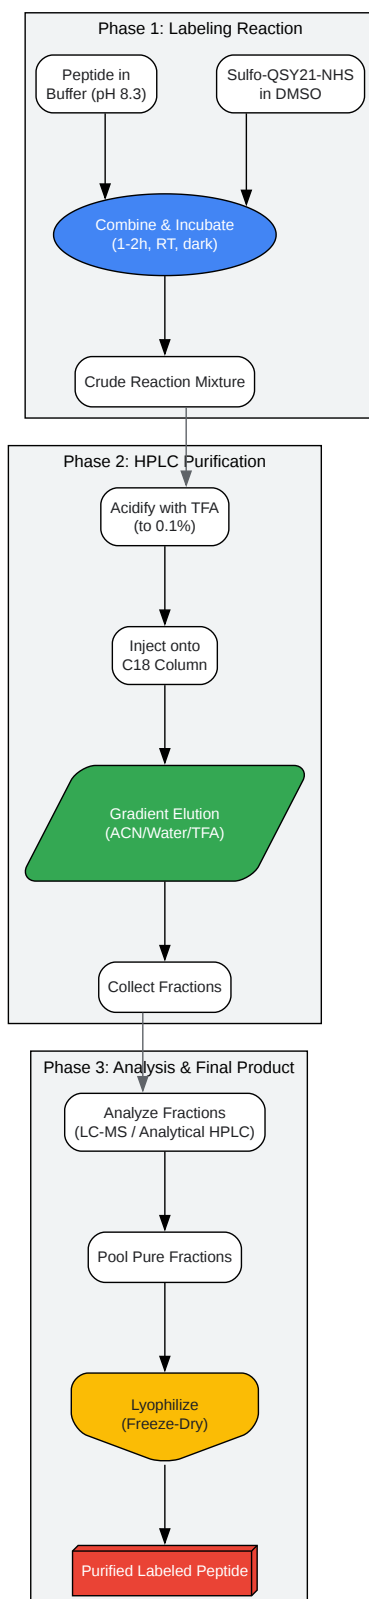 Phase 1: Labeling Reaction
Peptide in
Buffer (pH 8.3)
Sulfo-QSY21-NHS
in DMSO
Combine & Incubate
(1-2h, RT, dark)
Crude Reaction Mixture
Phase 2: HPLC Purification
Acidify with TFA
(to 0.1%)
Inject onto
C18 Column
Gradient Elution
(ACN/Water/TFA)
Collect Fractions
Phase 3: Analysis & Final Product
Analyze Fractions
(LC-MS / Analytical HPLC)
Pool Pure Fractions
Lyophilize
(Freeze-Dry)
Purified Labeled Peptide